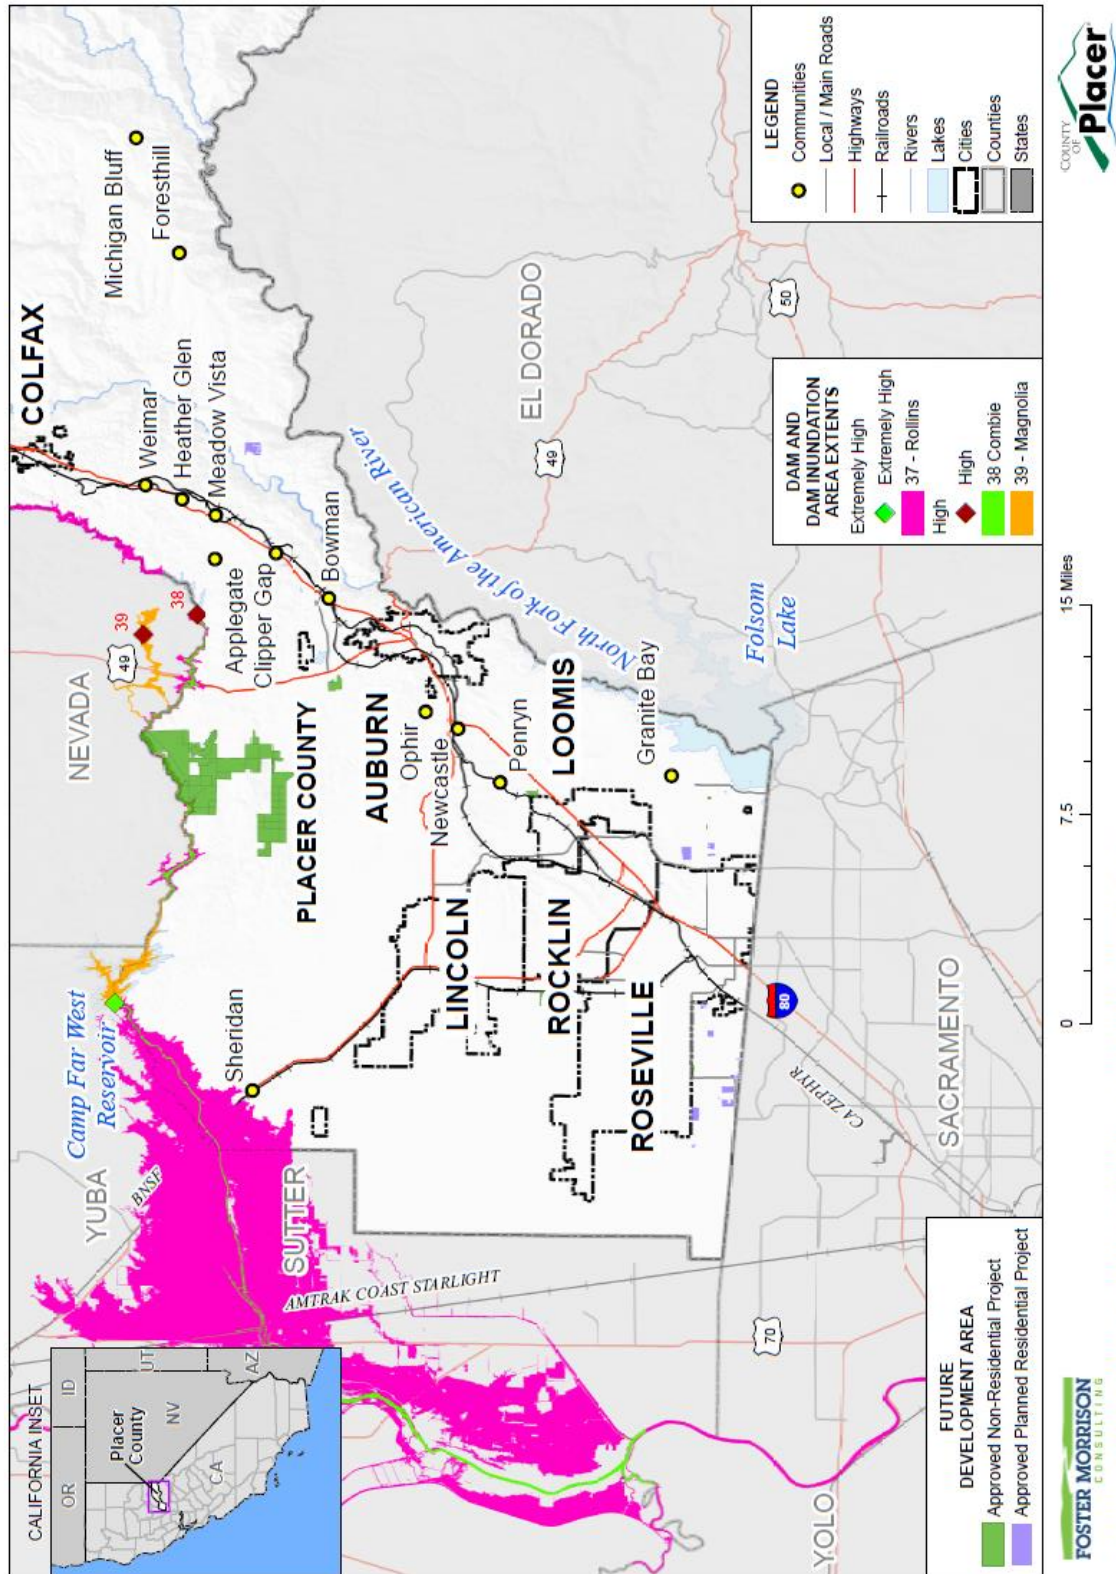 CALIFORNIA INSET
OR
ID
UT
NV
AZ
CA
Placer
County
YUBA
BNSF
Camp Far West
Reservoir
NEVADA
49
39
38
COLFAX
Michigan Bluff
Foresthill
Weimar
Heather Glen
Meadow Vista
Applegate
Clipper Gap
Bowman
Sheridan
SUTTER
PLACER COUNTY
AUBURN
Ophir
Newcastle
Penryn
LINCOLN
ROCKLIN
LOOMIS
ROSEVILLE
Granite Bay
North Fork of the American River
EL DORADO
49
50
Folsom
Lake
AMTRAK COAST STARLIGHT
70
80
CA ZEPHYR
YOLO
SACRAMENTO
FUTURE
DEVELOPMENT AREA
Approved Non-Residential Project
Approved Planned Residential Project
0
7.5
15 Miles
DAM AND
DAM INUNDATION
AREA EXTENTS
Extremely High
Extremely High
37 - Rollins
High
High
38 Combie
39 - Magnolia
LEGEND
Communities
Local / Main Roads
Highways
Railroads
Rivers
Lakes
Cities
Counties
States
FOSTER MORRISON
CONSULTING
COUNTY
OF
Placer